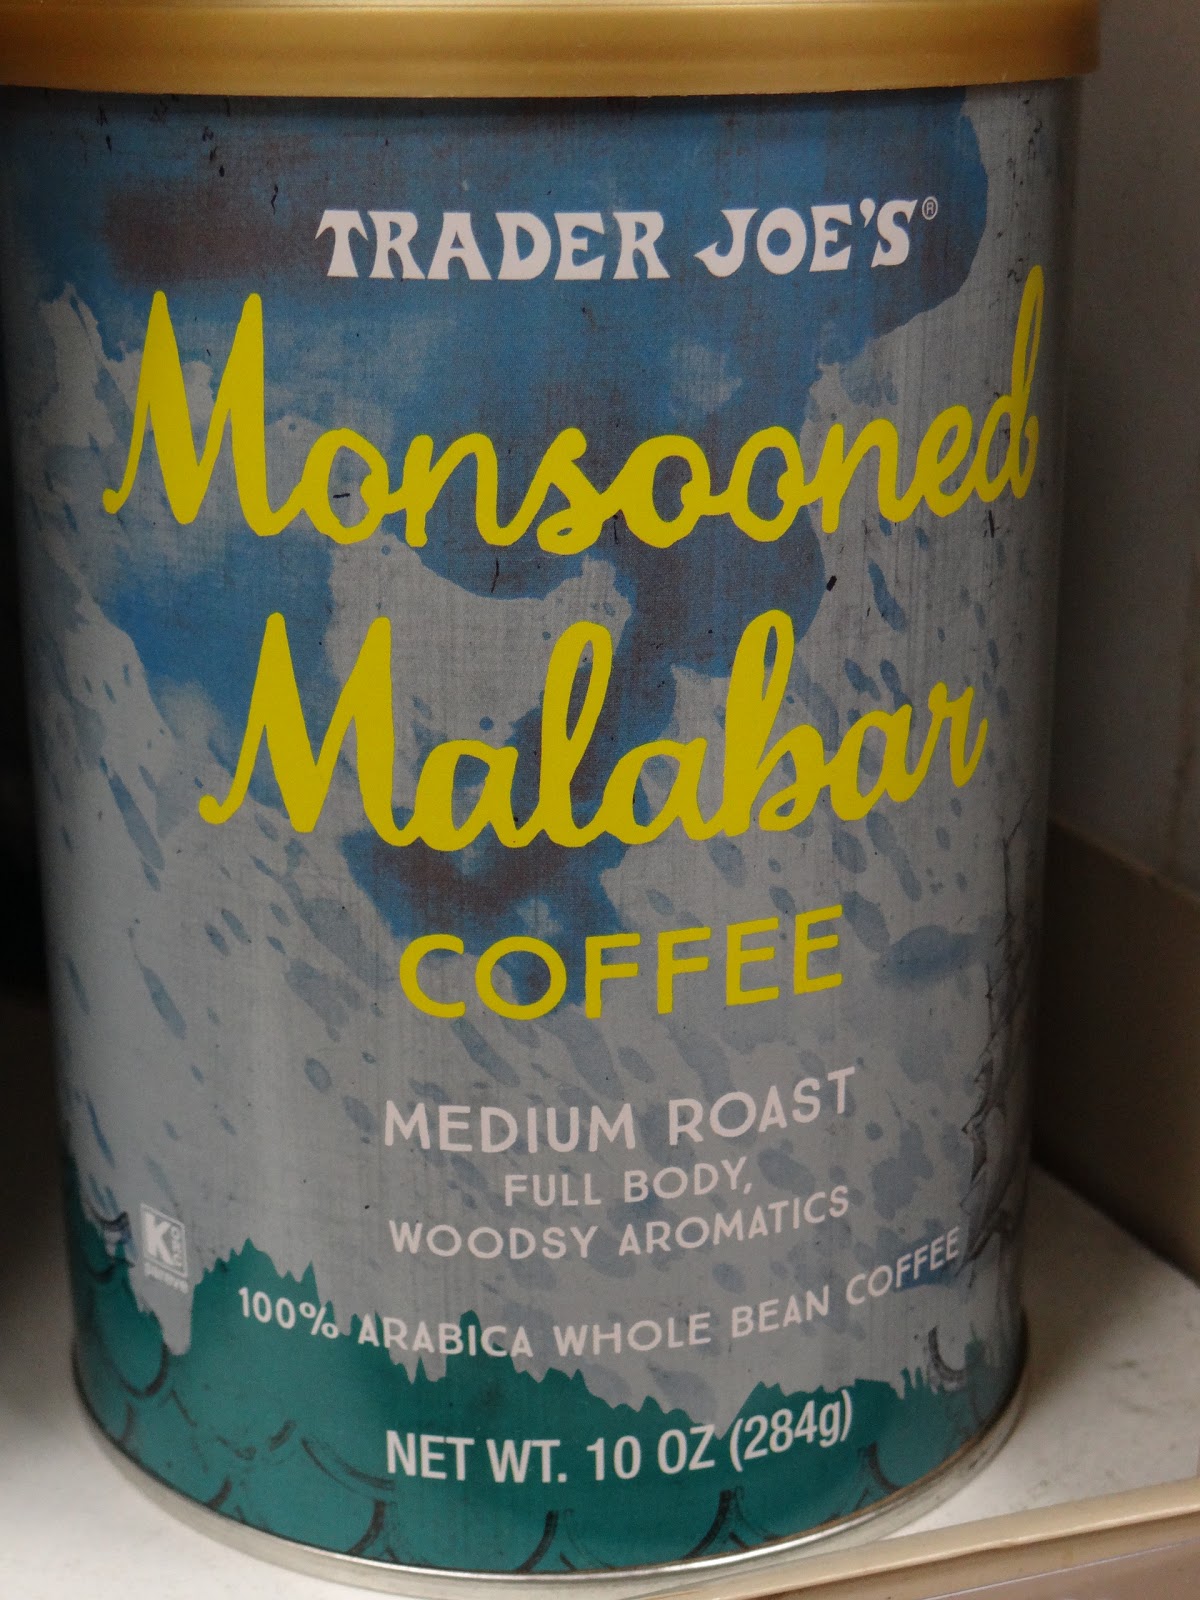 TRADER JOE'S®
Monsooned
Malabar
COFFEE
MEDIUM ROAST
FULL BODY,
WOODSY AROMATICS
K
pareve
100% ARABICA WHOLE BEAN COFFEE
NET WT. 10 OZ (284g)